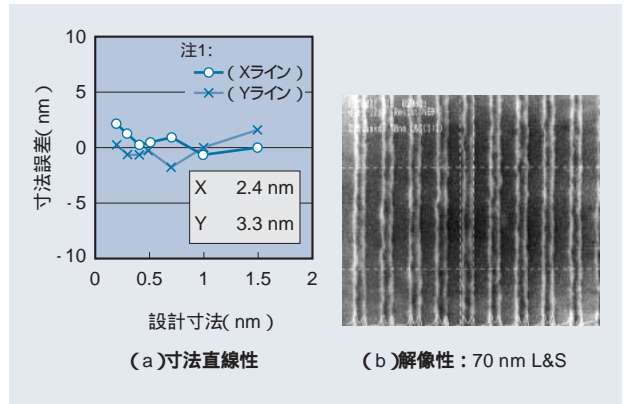 注1:
（Xライン）
（Yライン）
10
5
0
- 5
- 10
寸法誤差（nm）
X 2.4 nm
Y 3.3 nm
0 0.5 1 1.5 2
設計寸法（nm）
（a）寸法直線性
（b）解像性：70 nm L&S